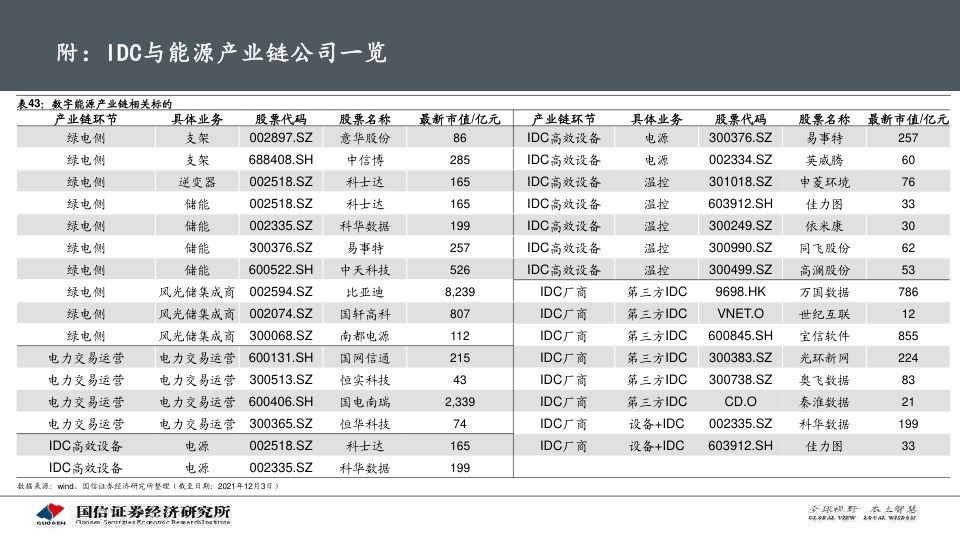 附：IDC与能源产业链公司一览
表43：数字能源产业链相关标的
产业链环节 具体业务 股票代码 股票名称 最新市值/亿元 产业链环节 具体业务 股票代码 股票名称 最新市值/亿元
绿电侧 支架 002897.SZ 意华股份 86 IDC高效设备 电源 300376.SZ 易事特 257
绿电侧 支架 688408.SH 中信博 285 IDC高效设备 电源 002334.SZ 英威腾 60
绿电侧 逆变器 002518.SZ 科士达 165 IDC高效设备 温控 301018.SZ 申菱环境 76
绿电侧 储能 002518.SZ 科士达 165 IDC高效设备 温控 603912.SH 佳力图 33
绿电侧 储能 002335.SZ 科华数据 199 IDC高效设备 温控 300249.SZ 依米康 30
绿电侧 储能 300376.SZ 易事特 257 IDC高效设备 温控 300990.SZ 同飞股份 62
绿电侧 储能 600522.SH 中天科技 526 IDC高效设备 温控 300499.SZ 高澜股份 53
绿电侧 风光储集成商 002594.SZ 比亚迪 8,239 IDC厂商 第三方IDC 9698.HK 万国数据 786
绿电侧 风光储集成商 002074.SZ 国轩高科 807 IDC厂商 第三方IDC VNET.O 世纪互联 12
绿电侧 风光储集成商 300068.SZ 南都电源 112 IDC厂商 第三方IDC 600845.SH 宝信软件 855
电力交易运营 电力交易运营 600131.SH 国网信通 215 IDC厂商 第三方IDC 300383.SZ 光环新网 224
电力交易运营 电力交易运营 300513.SZ 恒实科技 43 IDC厂商 第三方IDC 300738.SZ 奥飞数据 83
电力交易运营 电力交易运营 600406.SH 国电南瑞 2,339 IDC厂商 第三方IDC CD.O 秦淮数据 21
电力交易运营 电力交易运营 300365.SZ 恒华科技 74 IDC厂商 设备+IDC 002335.SZ 科华数据 199
IDC高效设备 电源 002518.SZ 科士达 165 IDC厂商 设备+IDC 603912.SH 佳力图 33
IDC高效设备 电源 002335.SZ 科华数据 199
数据来源：wind、国信证券经济研究所整理（截至日期：2021年12月3日）
GUOSEN 国信证券经济研究所
Guosen Securities Economic Research Institute
全球视野 本土智慧
GLOBAL VIEW LOCAL WISDOM